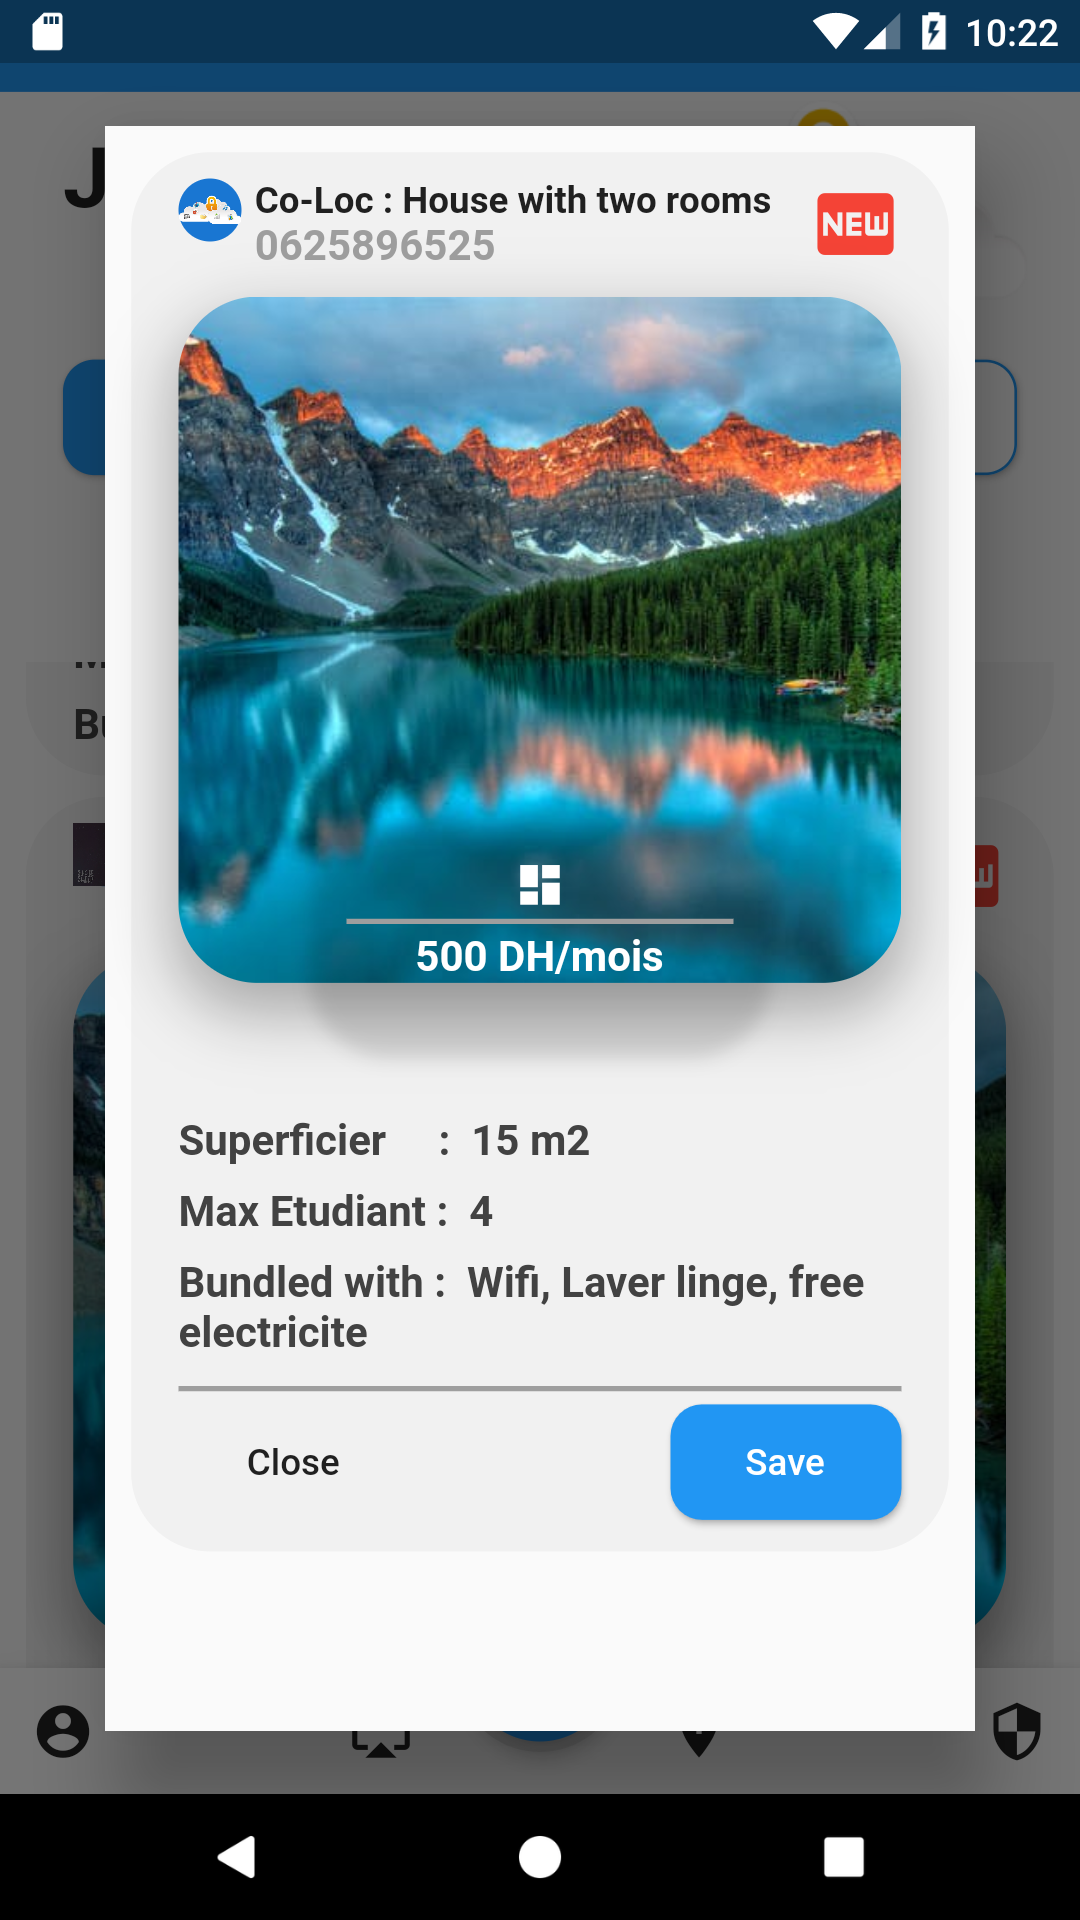 10:22
J
Co-Loc : House with two rooms
NEW
0625896525
500 DH/mois
Superficier : 15 m2
Max Etudiant : 4
Bundled with : Wifi, Laver linge, free
electricite
Close
Save